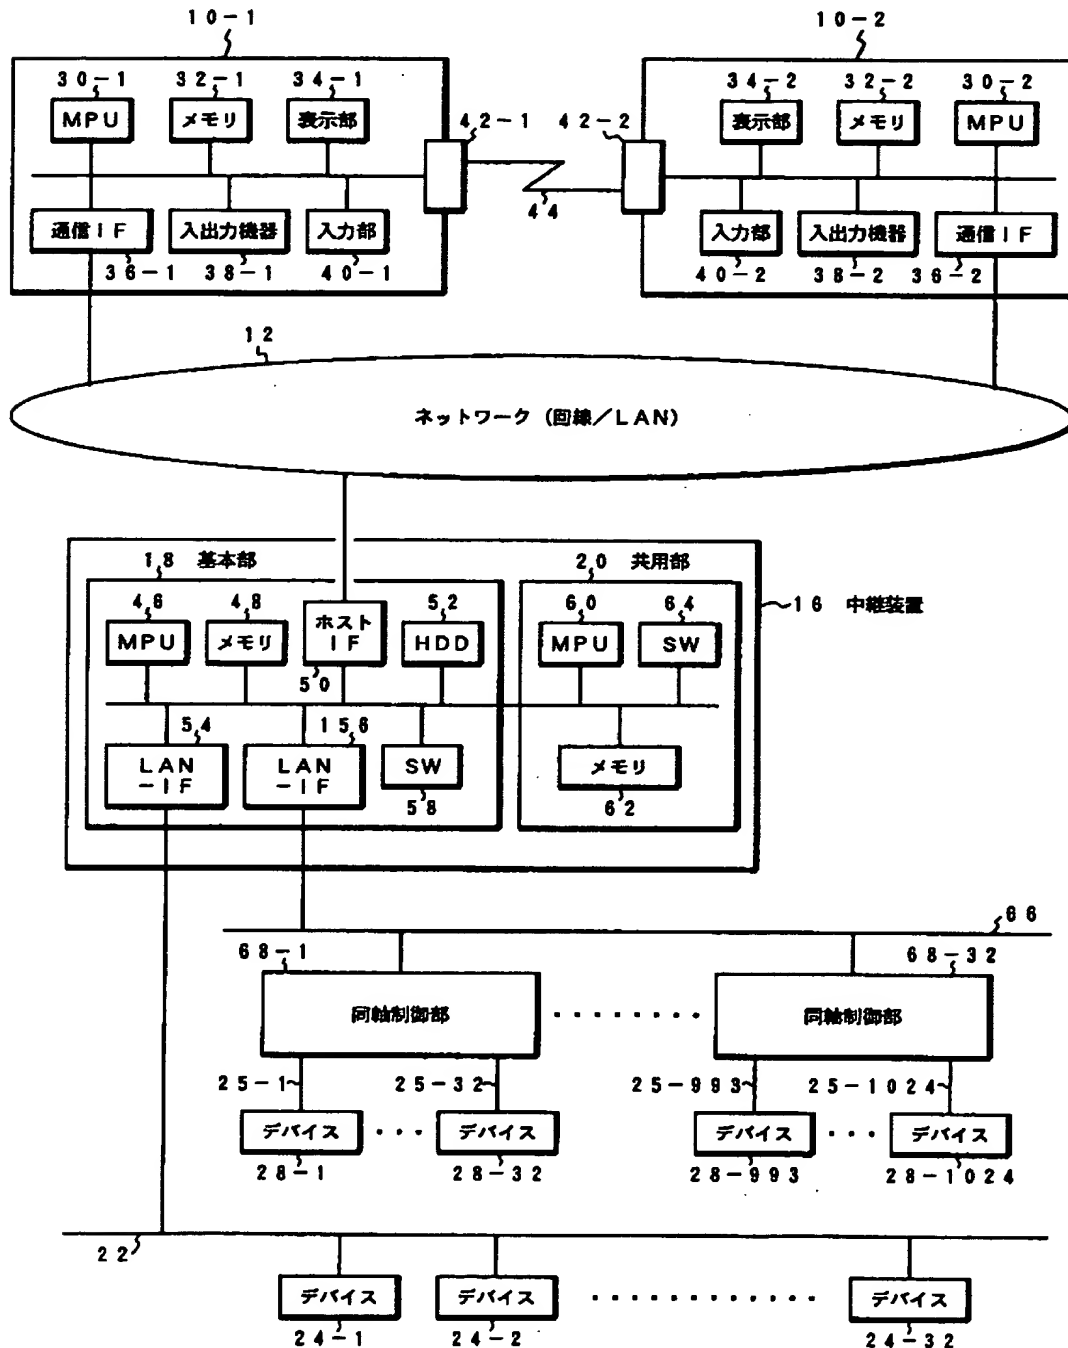 10-1 10-2
30-1 32-1 34-1 34-2 32-2 30-2
MPU メモリ 表示部 42-1 42-2 表示部 メモリ MPU
44
通信IF 入出力機器 入力部 入力部 入出力機器 通信IF
36-1 38-1 40-1 40-2 38-2 36-2
12
ネットワーク(回線/LAN)
18 基本部 20 共用部
46 48 52 60 64 16 中継装置
MPU メモリ ホスト IF HDD MPU SW
50
54 156
LAN-IF LAN-IF SW メモリ
58 62
66
68-1 68-32
同軸制御部 ········ 同軸制御部
25-1 25-32 25-993 25-1024
デバイス ··· デバイス デバイス ··· デバイス
28-1 28-32 28-993 28-1024
22
デバイス デバイス ············· デバイス
24-1 24-2 24-32